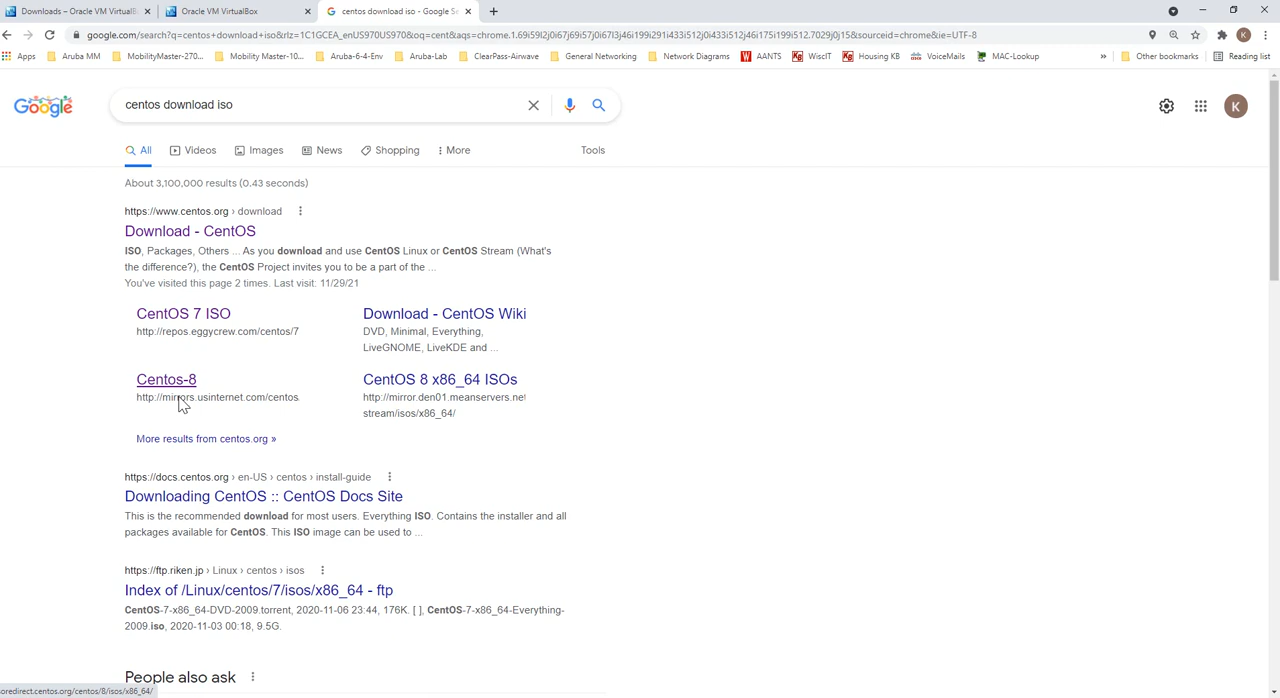 Downloads – Oracle VM VirtualB
Oracle VM VirtualBox
centos download iso - Google Se
google.com/search?q=centos+download+iso&rlz=1C1GCEA_enUS970US970&oq=cent&aqs=chrome.1.69i59l2j0i67j69i57j0i67l3j46i199i291i433i512j0i433i512j46i175i199i512.7029j0j15&sourceid=chrome&ie=UTF-8
Apps
Aruba MM
MobilityMaster-270...
Mobility Master-10...
Aruba-6-4-Env
Aruba-Lab
ClearPass-Airwave
General Networking
Network Diagrams
AANTS
WiscIT
Housing KB
VoiceMails
MAC-Lookup
»
Other bookmarks
Reading list
Google
centos download iso
K
All
Videos
Images
News
Shopping
More
Tools
About 3,100,000 results (0.43 seconds)
https://www.centos.org › download
Download - CentOS
ISO, Packages, Others ... As you download and use CentOS Linux or CentOS Stream (What's
the difference?), the CentOS Project invites you to be a part of the ...
You've visited this page 2 times. Last visit: 11/29/21
CentOS 7 ISO
http://repos.eggycrew.com/centos/7
Download - CentOS Wiki
DVD, Minimal, Everything,
LiveGNOME, LiveKDE and ...
Centos-8
http://mirrors.usinternet.com/centos
CentOS 8 x86_64 ISOs
http://mirror.den01.meanservers.net
stream/isos/x86_64/
More results from centos.org »
https://docs.centos.org › en-US › centos › install-guide
Downloading CentOS :: CentOS Docs Site
This is the recommended download for most users. Everything ISO. Contains the installer and all
packages available for CentOS. This ISO image can be used to ...
https://ftp.riken.jp › Linux › centos › isos
Index of /Linux/centos/7/isos/x86_64 - ftp
CentOS-7-x86_64-DVD-2009.torrent, 2020-11-06 23:44, 176K. [ ], CentOS-7-x86_64-Everything-
2009.iso, 2020-11-03 00:18, 9.5G.
People also ask
oredirect.centos.org/centos/8/isos/x86_64/